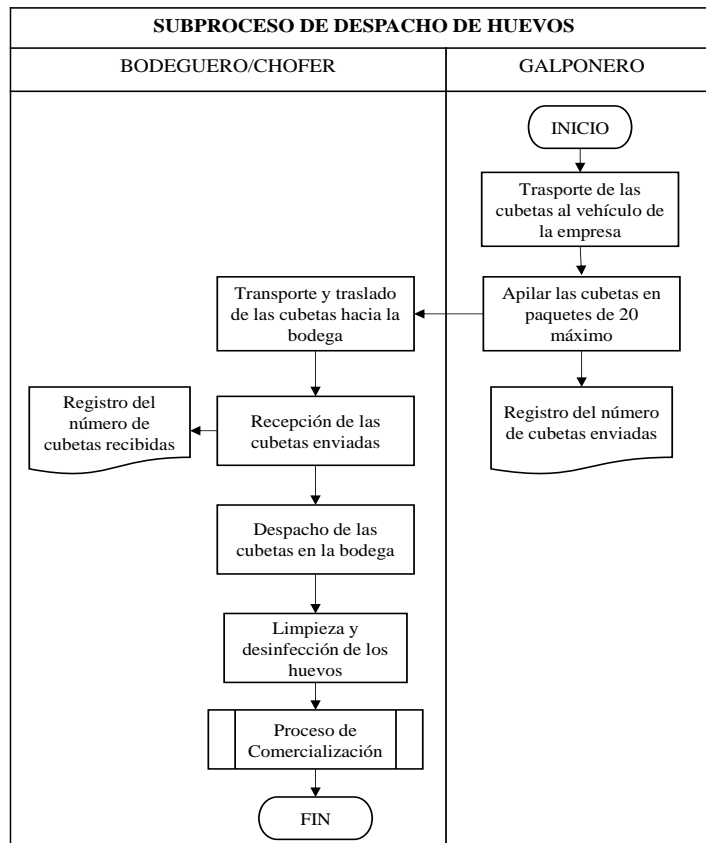 SUBPROCESO DE DESPACHO DE HUEVOS
BODEGUERO/CHOFER
GALPONERO
INICIO
Trasporte de las
cubetas al vehículo de
la empresa
Transporte y traslado
de las cubetas hacia la
bodega
Apilar las cubetas en
paquetes de 20
máximo
Registro del
número de
cubetas recibidas
Recepción de las
cubetas enviadas
Registro del número
de cubetas enviadas
Despacho de las
cubetas en la bodega
Limpieza y
desinfección de los
huevos
Proceso de
Comercialización
FIN